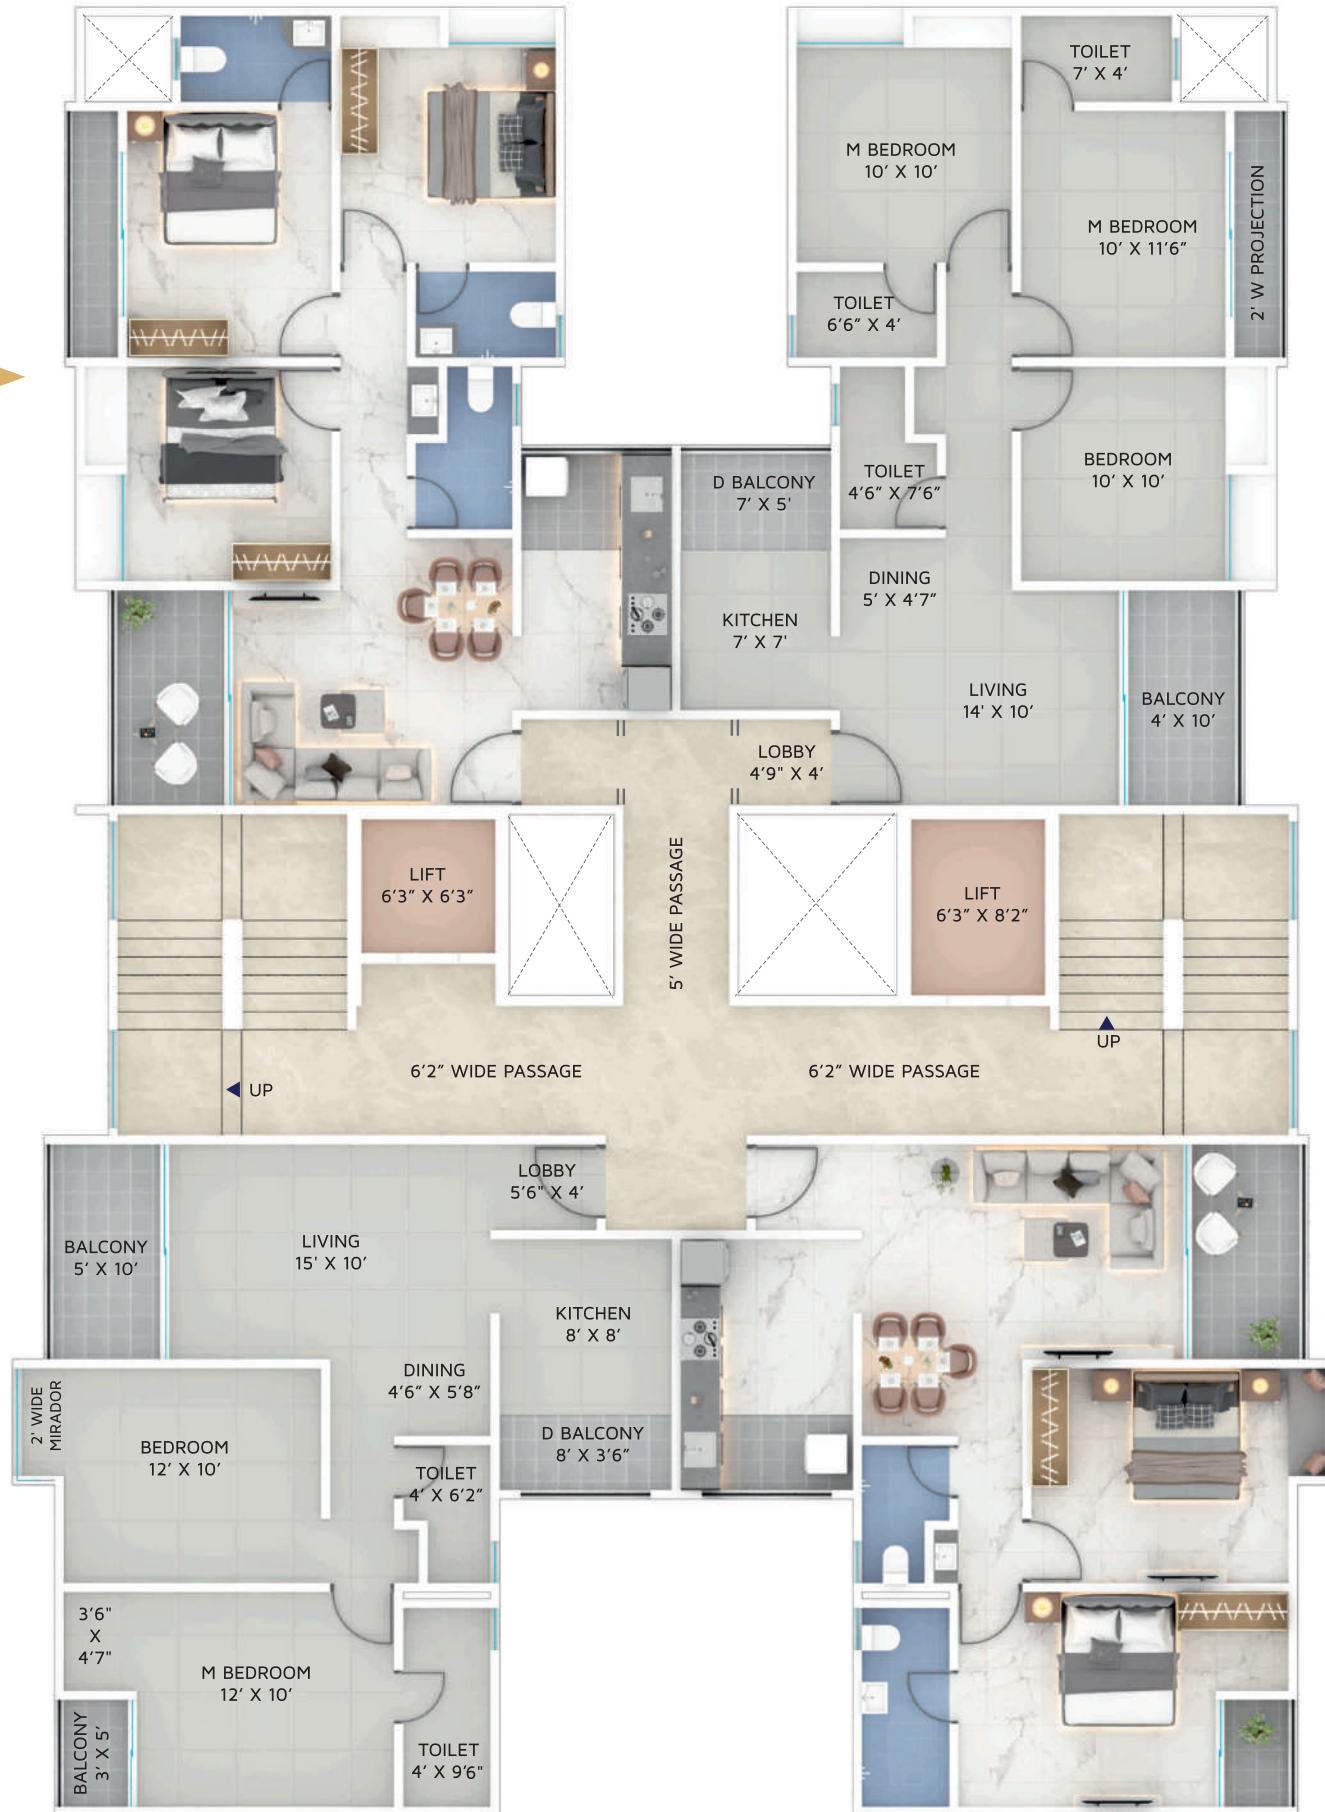 TOILET
7’ X 4’
M BEDROOM
10’ X 10’
M BEDROOM
10’ X 11’6”
2' W PROJECTION
TOILET
6’6” X 4’
D BALCONY
7’ X 5'
TOILET
4’6” X 7’6”
BEDROOM
10’ X 10’
DINING
5’ X 4’7”
KITCHEN
7’ X 7'
LIVING
14' X 10’
BALCONY
4’ X 10’
LOBBY
4’9" X 4’
5’ WIDE PASSAGE
LIFT
6’3” X 6’3”
LIFT
6’3” X 8’2”
6’2” WIDE PASSAGE
6’2” WIDE PASSAGE
UP
UP
LOBBY
5’6" X 4’
BALCONY
5’ X 10’
LIVING
15' X 10’
KITCHEN
8’ X 8’
DINING
4’6” X 5’8”
2' WIDE
MIRADOR
BEDROOM
12’ X 10’
D BALCONY
8’ X 3’6”
TOILET
4’ X 6’2”
3’6"
X
4’7"
M BEDROOM
12’ X 10’
BALCONY
3’ X 5’
TOILET
4’ X 9’6"